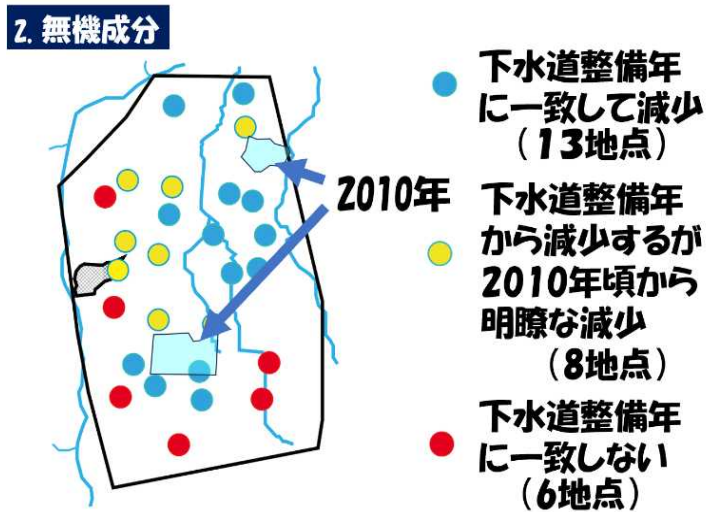 2. 無機成分
下水道整備年
に一致して減少
（13地点）
2010年
下水道整備年
から減少するが
2010年頃から
明瞭な減少
（8地点）
下水道整備年
に一致しない
（6地点）